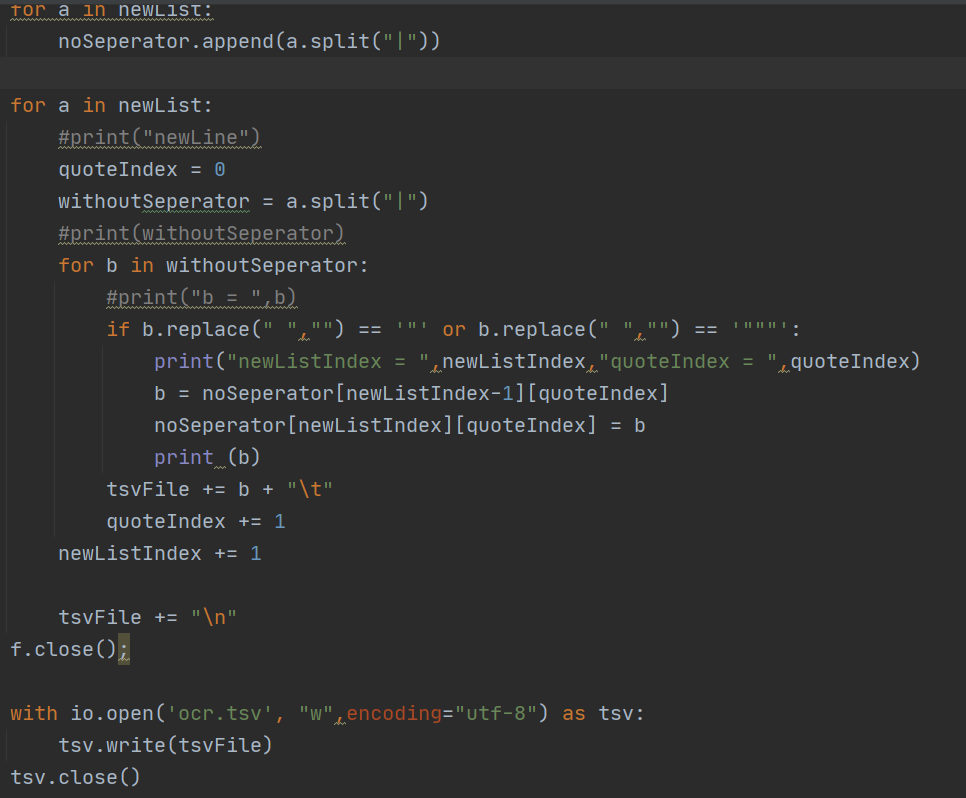 for a in newList:
    noSeperator.append(a.split("|"))

for a in newList:
    #print("newLine")
    quoteIndex = 0
    withoutSeperator = a.split("|")
    #print(withoutSeperator)
    for b in withoutSeperator:
        #print("b = ",b)
        if b.replace(" ","") == '"' or b.replace(" ","") == '"""':
            print("newListIndex = ",newListIndex,"quoteIndex = ",quoteIndex)
            b = noSeperator[newListIndex-1][quoteIndex]
            noSeperator[newListIndex][quoteIndex] = b
            print (b)
        tsvFile += b + "\t"
        quoteIndex += 1
    newListIndex += 1

    tsvFile += "\n"
f.close();

with io.open('ocr.tsv', "w",encoding="utf-8") as tsv:
    tsv.write(tsvFile)
tsv.close()